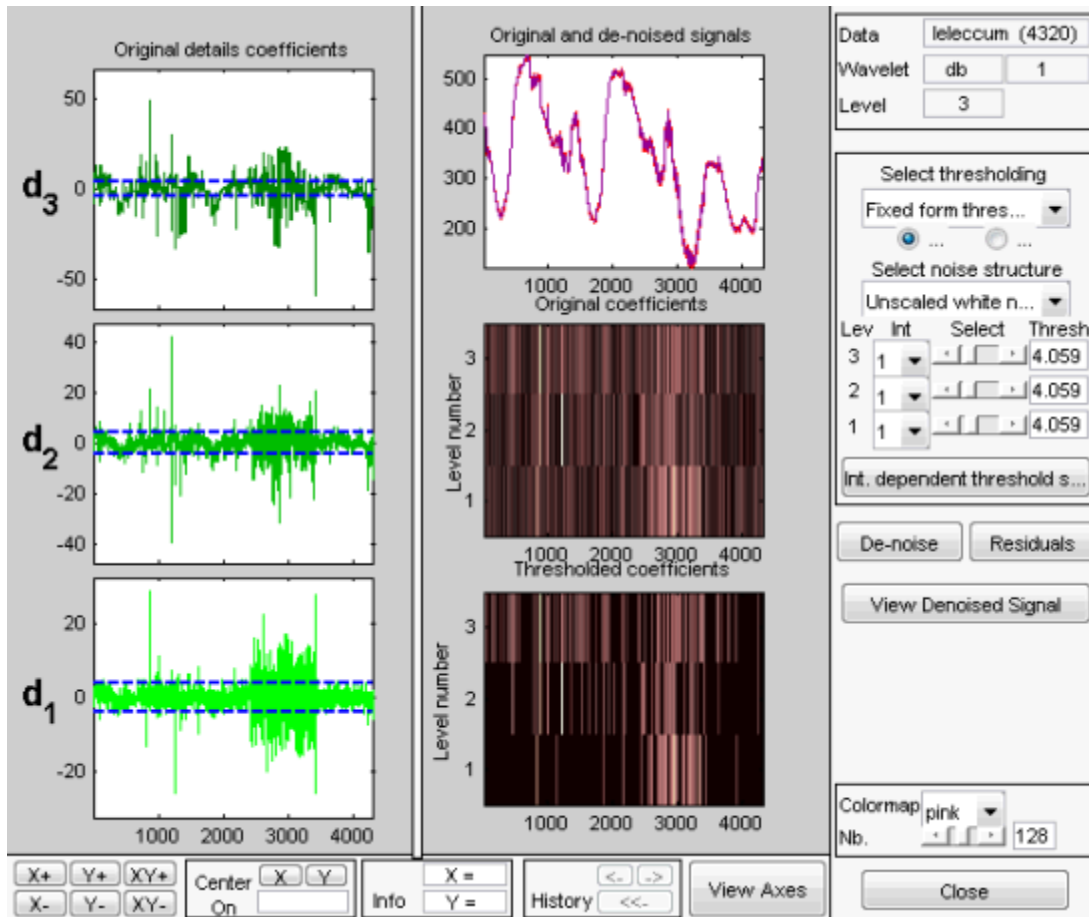 Original details coefficients
50
0
-50
d3
40
20
0
-20
-40
d2
20
0
-20
d1
1000 2000 3000 4000
Original and de-noised signals
500
400
300
200
1000 2000 3000 4000
Original coefficients
Level number
3
2
1
1000 2000 3000 4000
Thresholded coefficients
Level number
3
2
1
1000 2000 3000 4000
Data leleccum (4320)
Wavelet db 1
Level 3
Select thresholding
Fixed form thres...
... ...
Select noise structure
Unscaled white n...
Lev Int Select Thresh
3 1 4.059
2 1 4.059
1 1 4.059
Int. dependent threshold s...
De-noise Residuals
View Denoised Signal
Colormap pink
Nb. 128
Close
X+ Y+ XY+
X- Y- XY-
Center On X Y
Info X = Y =
History <- -> <<-
View Axes